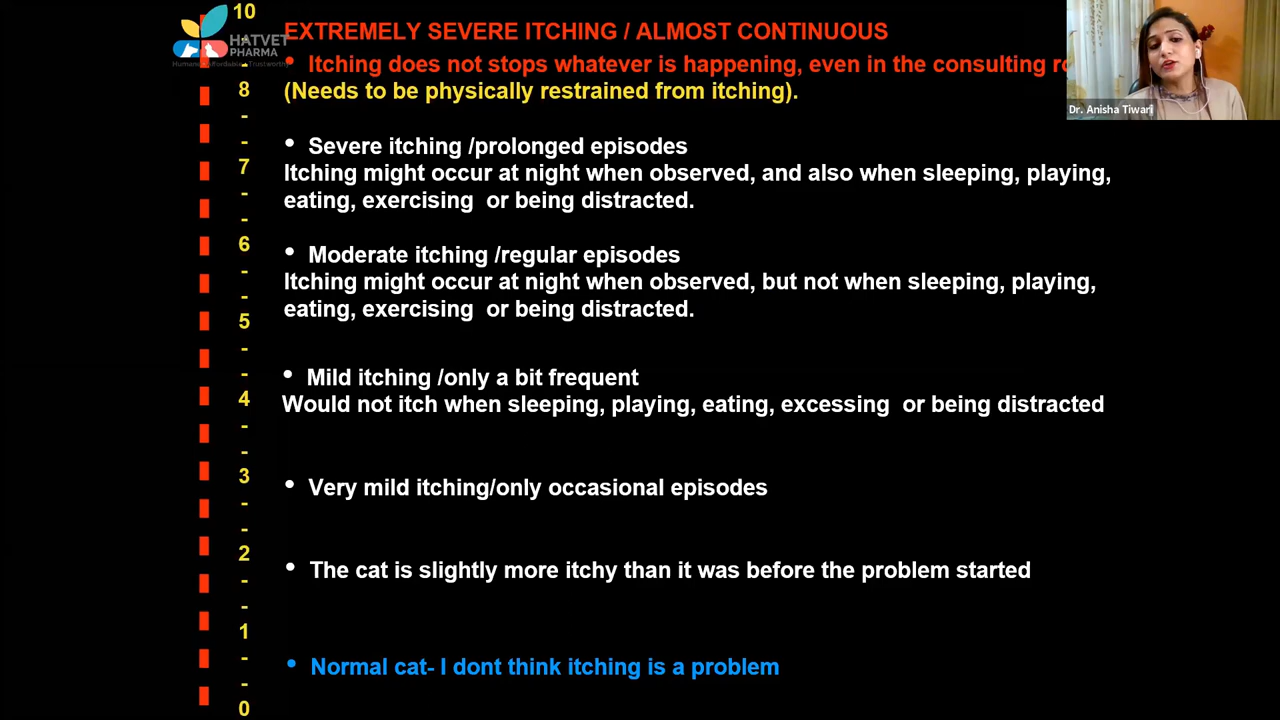 10
EXTREMELY SEVERE ITCHING / ALMOST CONTINUOUS
HATVET
PHARMA
• Itching does not stops whatever is happening, even in the consulting
8
(Needs to be physically restrained from itching).
Dr. Anisha Tiwari
• Severe itching /prolonged episodes
7
Itching might occur at night when observed, and also when sleeping, playing,
eating, exercising or being distracted.
6
• Moderate itching /regular episodes
Itching might occur at night when observed, but not when sleeping, playing,
eating, exercising or being distracted.
5
• Mild itching /only a bit frequent
4
Would not itch when sleeping, playing, eating, excessing or being distracted
3
• Very mild itching/only occasional episodes
2
• The cat is slightly more itchy than it was before the problem started
1
• Normal cat- I dont think itching is a problem
0